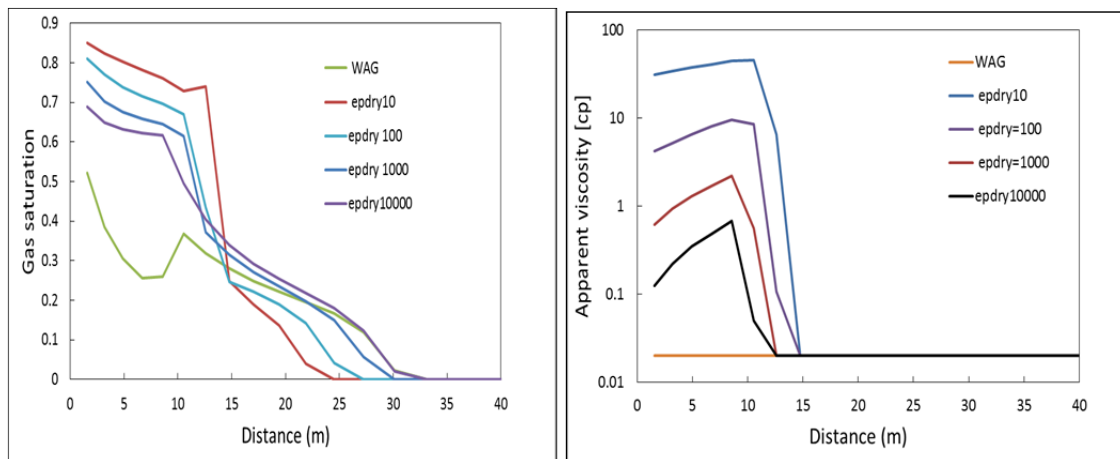 0.9
0.8
0.7
0.6
0.5
0.4
0.3
0.2
0.1
0
Gas saturation
0 5 10 15 20 25 30 35 40
Distance (m)
WAG
epdry10
epdry 100
epdry 1000
epdry10000
100
10
1
0.1
0.01
Apparent viscosity [cp]
0 5 10 15 20 25 30 35 40
Distance (m)
WAG
epdry10
epdry=100
epdry=1000
epdry10000